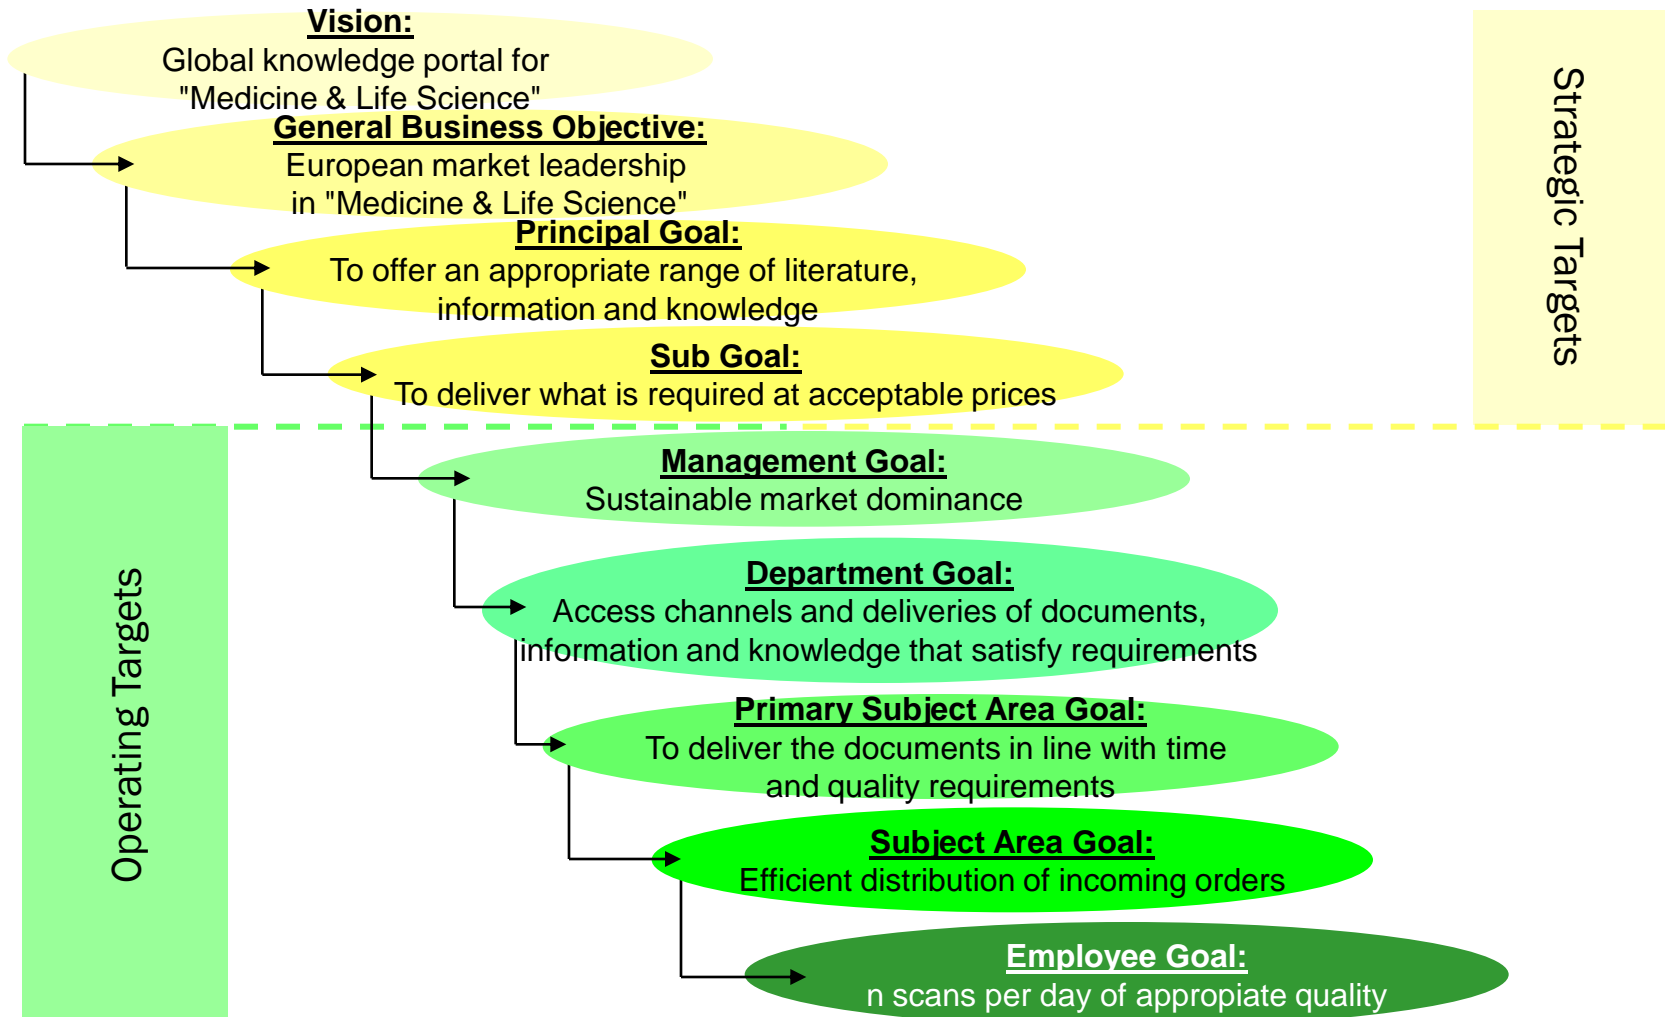 Vision:
Global knowledge portal for
"Medicine & Life Science"
General Business Objective:
European market leadership
in "Medicine & Life Science"
Principal Goal:
To offer an appropriate range of literature,
information and knowledge
Sub Goal:
To deliver what is required at acceptable prices
Strategic Targets
Management Goal:
Sustainable market dominance
Department Goal:
Access channels and deliveries of documents,
information and knowledge that satisfy requirements
Primary Subject Area Goal:
To deliver the documents in line with time
and quality requirements
Subject Area Goal:
Efficient distribution of incoming orders
Employee Goal:
n scans per day of appropiate quality
Operating Targets